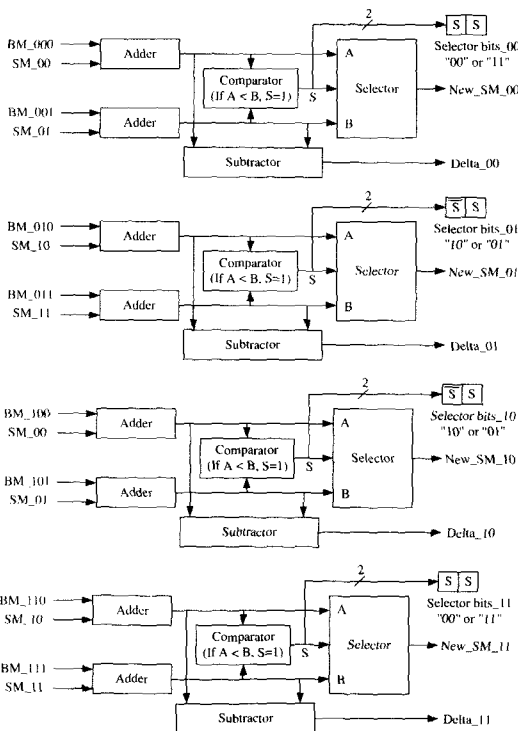 2
S S
BM_000
SM_00
Adder
A
Selector bits_00
"00" or "11"
Comparator
(If A < B, S=1)
S
Selector
New_SM_00
BM_001
SM_01
Adder
B
Subtractor
Delta_00
2
S̅ S
BM_010
SM_10
Adder
A
Selector bits_01
"10" or "01"
Comparator
(If A < B, S=1)
S
Selector
New_SM_01
BM_011
SM_11
Adder
B
Subtractor
Delta_01
2
S̅ S
BM_100
SM_00
Adder
A
Selector bits_10
"10" or "01"
Comparator
(If A < B, S=1)
S
Selector
New_SM_10
BM_101
SM_01
Adder
B
Subtractor
Delta_10
2
S S
BM_110
SM_10
Adder
A
Selector bits_11
"00" or "11"
Comparator
(If A < B, S=1)
S
Selector
New_SM_11
BM_111
SM_11
Adder
B
Subtractor
Delta_11